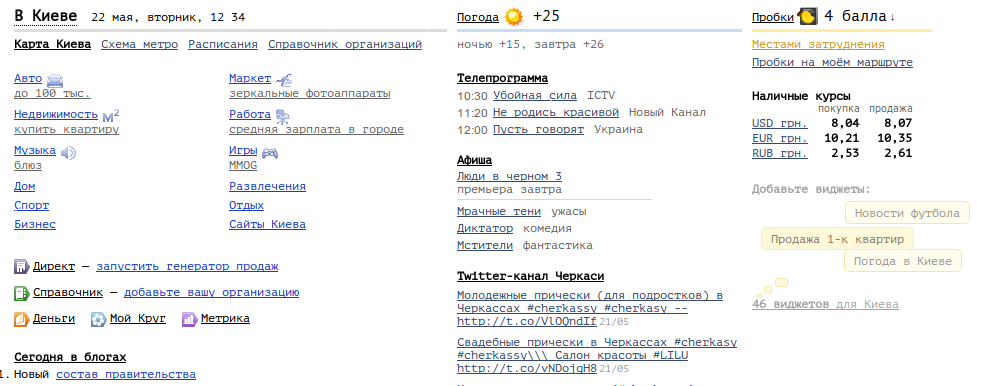 В Киеве 22 мая, вторник, 12 34
Карта Киева Схема метро Расписания Справочник организаций
Авто
до 100 тыс.
Маркет
зеркальные фотоаппараты
Недвижимость М²
купить квартиру
Работа
средняя зарплата в городе
Музыка
блюз
Игры
MMOG
Дом
Развлечения
Спорт
Отдых
Бизнес
Сайты Киева
Директ — запустить генератор продаж
Справочник — добавьте вашу организацию
Деньги Мой Круг Метрика
Сегодня в блогах
1. Новый состав правительства
Погода +25
ночью +15, завтра +26
Телепрограмма
10:30 Убойная сила ICTV
11:20 Не родись красивой Новый Канал
12:00 Пусть говорят Украина
Афиша
Люди в черном 3
премьера завтра
Мрачные тени ужасы
Диктатор комедия
Мстители фантастика
Twitter-канал Черкаси
Молодежные прически (для подростков) в
Черкассах #cherkassy #cherkasy --
http://t.co/VlOQndIf 21/05
Свадебные прически в Черкассах #cherkasy
#cherkassy\\\ Салон красоты #LILU
http://t.co/vNDojqH8 21/05
Пробки 4 балла↓
Местами затруднения
Пробки на моём маршруте
Наличные курсы
покупка продажа
USD грн. 8,04 8,07
EUR грн. 10,21 10,35
RUB грн. 2,53 2,61
Добавьте виджеты:
Новости футбола
Продажа 1-к квартир
Погода в Киеве
46 виджетов для Киева